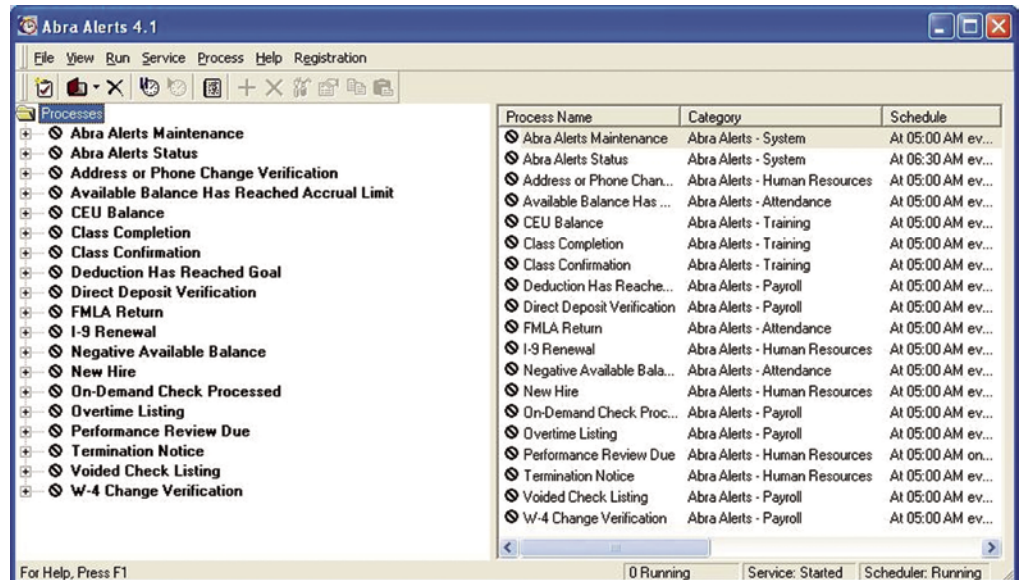 Abra Alerts 4.1
File View Run Service Process Help Registration
Processes
Abra Alerts Maintenance
Abra Alerts Status
Address or Phone Change Verification
Available Balance Has Reached Accrual Limit
CEU Balance
Class Completion
Class Confirmation
Deduction Has Reached Goal
Direct Deposit Verification
FMLA Return
I-9 Renewal
Negative Available Balance
New Hire
On-Demand Check Processed
Overtime Listing
Performance Review Due
Termination Notice
Voided Check Listing
W-4 Change Verification
Process Name Category Schedule
Abra Alerts Maintenance Abra Alerts - System At 05:00 AM ev...
Abra Alerts Status Abra Alerts - System At 06:30 AM ev...
Address or Phone Chan... Abra Alerts - Human Resources At 05:00 AM ev...
Available Balance Has ... Abra Alerts - Attendance At 05:00 AM ev...
CEU Balance Abra Alerts - Training At 05:00 AM ev...
Class Completion Abra Alerts - Training At 05:00 AM ev...
Class Confirmation Abra Alerts - Training At 05:00 AM ev...
Deduction Has Reache... Abra Alerts - Payroll At 05:00 AM ev...
Direct Deposit Verification Abra Alerts - Payroll At 05:00 AM ev...
FMLA Return Abra Alerts - Attendance At 05:00 AM ev...
I-9 Renewal Abra Alerts - Human Resources At 05:00 AM ev...
Negative Available Bala... Abra Alerts - Attendance At 05:00 AM ev...
New Hire Abra Alerts - Human Resources At 05:00 AM ev...
On-Demand Check Proc... Abra Alerts - Payroll At 05:00 AM ev...
Overtime Listing Abra Alerts - Payroll At 05:00 AM ev...
Performance Review Due Abra Alerts - Human Resources At 05:00 AM on...
Termination Notice Abra Alerts - Human Resources At 05:00 AM ev...
Voided Check Listing Abra Alerts - Payroll At 05:00 AM ev...
W-4 Change Verification Abra Alerts - Payroll At 05:00 AM ev...
For Help, Press F1 0 Running Service: Started Scheduler: Running